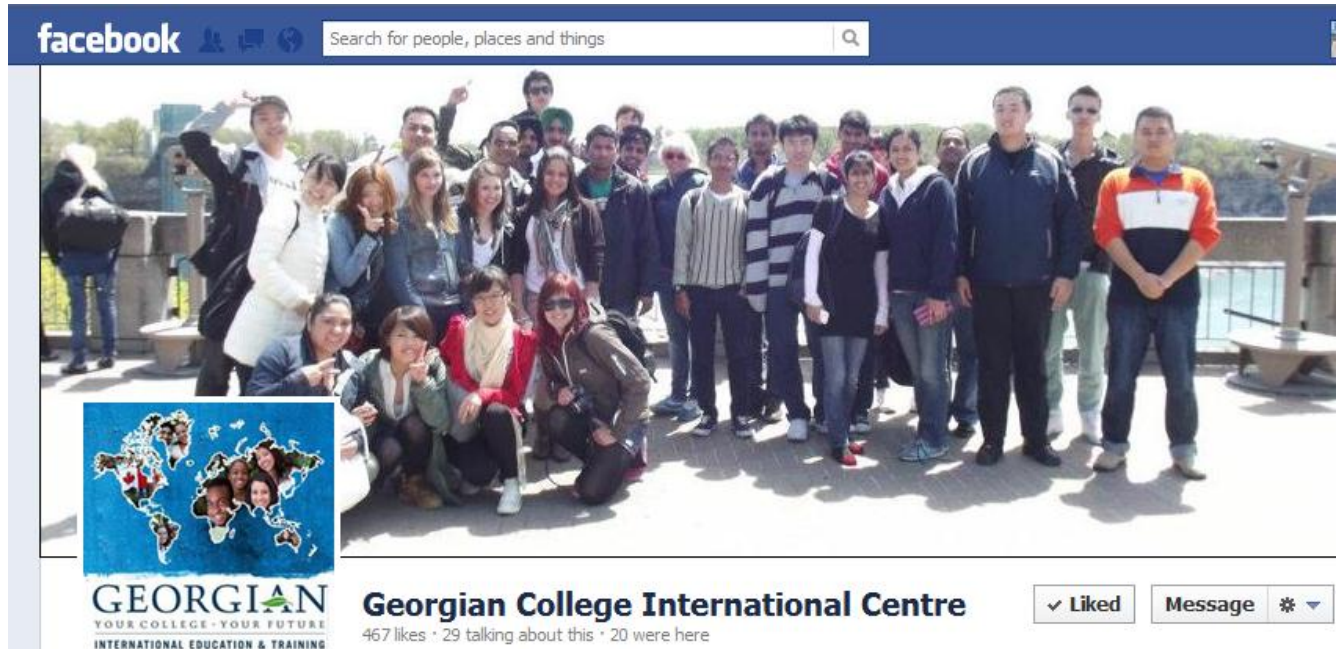 facebook
Search for people, places and things
GEORGIAN
YOUR COLLEGE · YOUR FUTURE
INTERNATIONAL EDUCATION & TRAINING
Georgian College International Centre
467 likes · 29 talking about this · 20 were here
Liked
Message